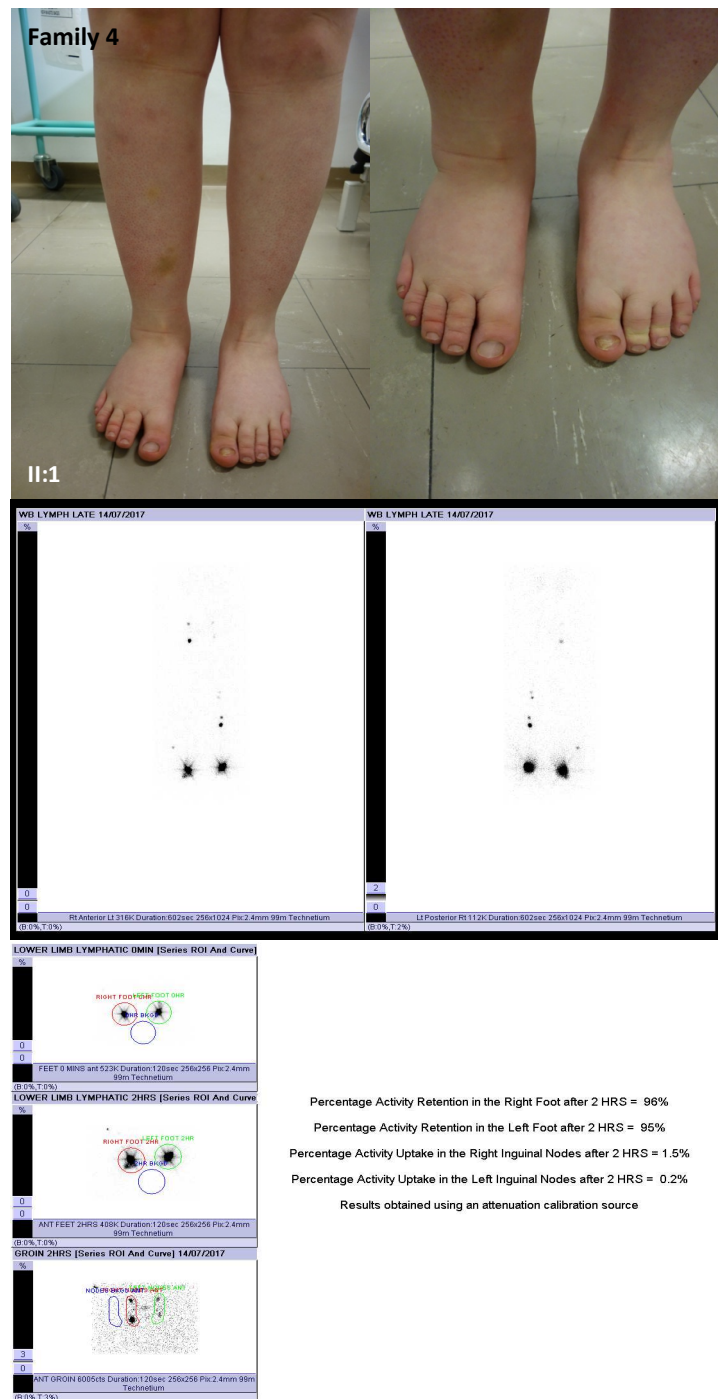 Family 4
II:1
WB LYMPH LATE 14/07/2017
%
0
0
Rt Anterior Lt 316K Duration:602sec 256x1024 Pix:2.4mm 99m Technetium
(B:0%,T:0%)
WB LYMPH LATE 14/07/2017
%
2
0
Lt Posterior Rt 112K Duration:602sec 256x1024 Pix:2.4mm 99m Technetium
(B:0%,T:2%)
LOWER LIMB LYMPHATIC 0MIN [Series ROI And Curve]
%
RIGHT FOOT
FOOT 0HR
0
0
FEET 0 MINS ant 523K Duration:120sec 256x256 Pix:2.4mm
99m Technetium
(B:0%,T:0%)
LOWER LIMB LYMPHATIC 2HRS [Series ROI And Curve
%
RIGHT FOOT
FOOT 2HR
2HR BKGD
0
0
ANT FEET 2HRS 408K Duration:120sec 256x256 Pix:2.4mm
99m Technetium
(B:0%,T:0%)
GROIN 2HRS [Series ROI And Curve] 14/07/2017
%
3
0
ANT GROIN 6005cts Duration:120sec 256x256 Pix:2.4mm 99m
Technetium
(B:0%,T:3%)
Percentage Activity Retention in the Right Foot after 2 HRS = 96%
Percentage Activity Retention in the Left Foot after 2 HRS = 95%
Percentage Activity Uptake in the Right Inguinal Nodes after 2 HRS = 1.5%
Percentage Activity Uptake in the Left Inguinal Nodes after 2 HRS = 0.2%
Results obtained using an attenuation calibration source